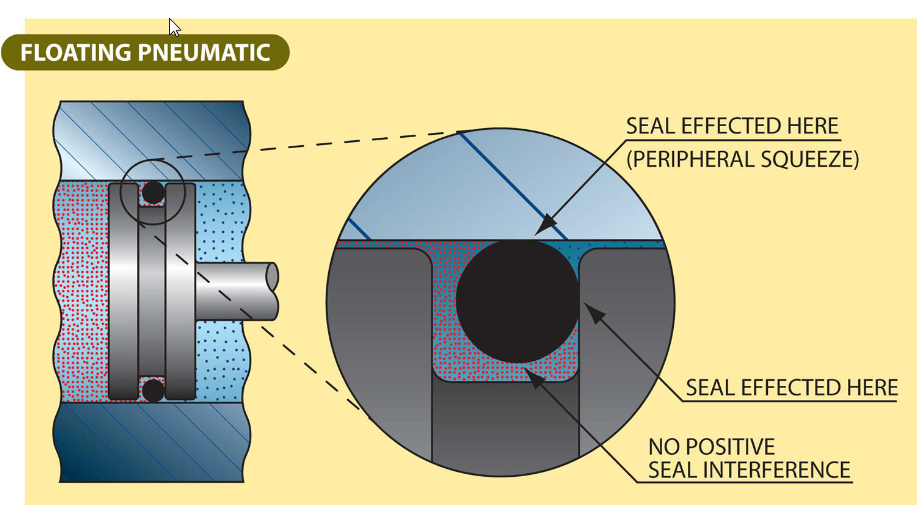 FLOATING PNEUMATIC
SEAL EFFECTED HERE
(PERIPHERAL SQUEEZE)
SEAL EFFECTED HERE
NO POSITIVE
SEAL INTERFERENCE